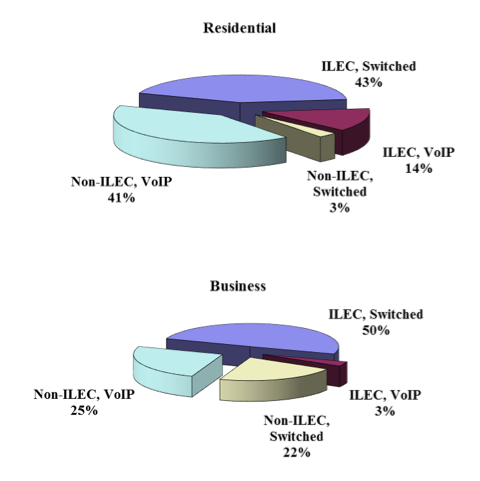 Residential
ILEC, Switched
43%
ILEC, VoIP
14%
Non-ILEC,
Switched
3%
Non-ILEC, VoIP
41%
Business
ILEC, Switched
50%
ILEC, VoIP
3%
Non-ILEC,
Switched
22%
Non-ILEC, VoIP
25%